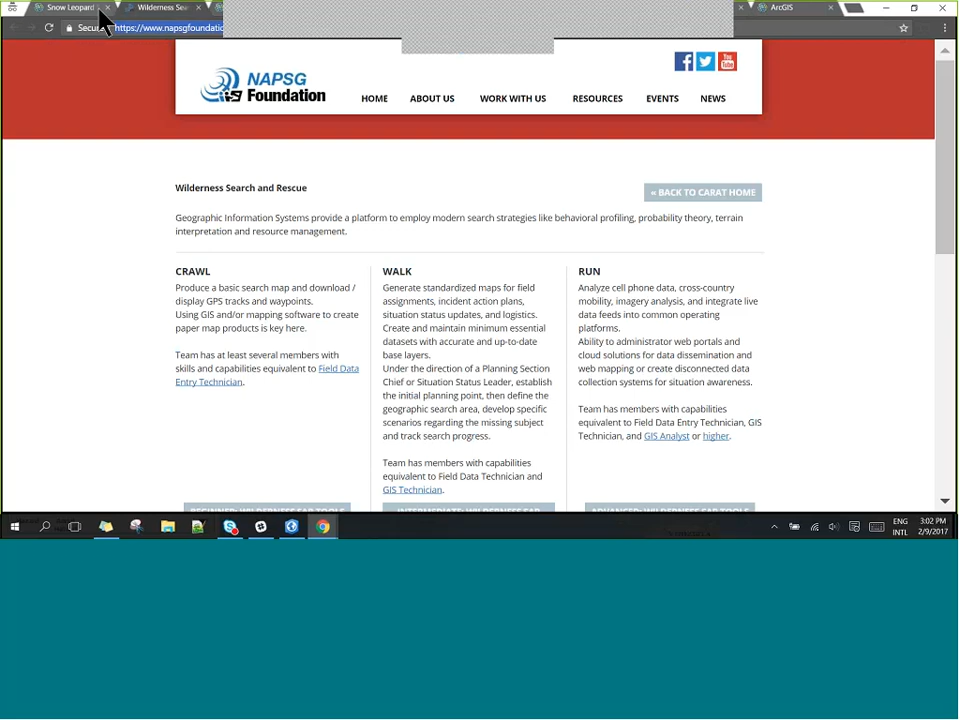 Snow Leopard
Wilderness Sea
ArcGIS
https://www.napsgfoundatio
NAPSG
Foundation
HOME ABOUT US WORK WITH US RESOURCES EVENTS NEWS
You
Tube
Wilderness Search and Rescue
« BACK TO CARAT HOME
Geographic Information Systems provide a platform to employ modern search strategies like behavioral profiling, probability theory, terrain
interpretation and resource management.
CRAWL
Produce a basic search map and download /
display GPS tracks and waypoints.
Using GIS and/or mapping software to create
paper map products is key here.
Team has at least several members with
skills and capabilities equivalent to Field Data
Entry Technician.
WALK
Generate standardized maps for field
assignments, incident action plans,
situation status updates, and logistics.
Create and maintain minimum essential
datasets with accurate and up-to-date
base layers.
Under the direction of a Planning Section
Chief or Situation Status Leader, establish
the initial planning point, then define the
geographic search area, develop specific
scenarios regarding the missing subject
and track search progress.
Team has members with capabilities
equivalent to Field Data Technician and
GIS Technician.
RUN
Analyze cell phone data, cross-country
mobility, imagery analysis, and integrate live
data feeds into common operating
platforms.
Ability to administrator web portals and
cloud solutions for data dissemination and
web mapping or create disconnected data
collection systems for situation awareness.
Team has members with capabilities
equivalent to Field Data Entry Technician, GIS
Technician, and GIS Analyst or higher.
BEGINNER: WILDERNESS SAR TOOLS
INTERMEDIATE: WILDERNESS SAR
ADVANCED: WILDERNESS SAR TOOLS
ENG
INTL
3:02 PM
2/9/2017